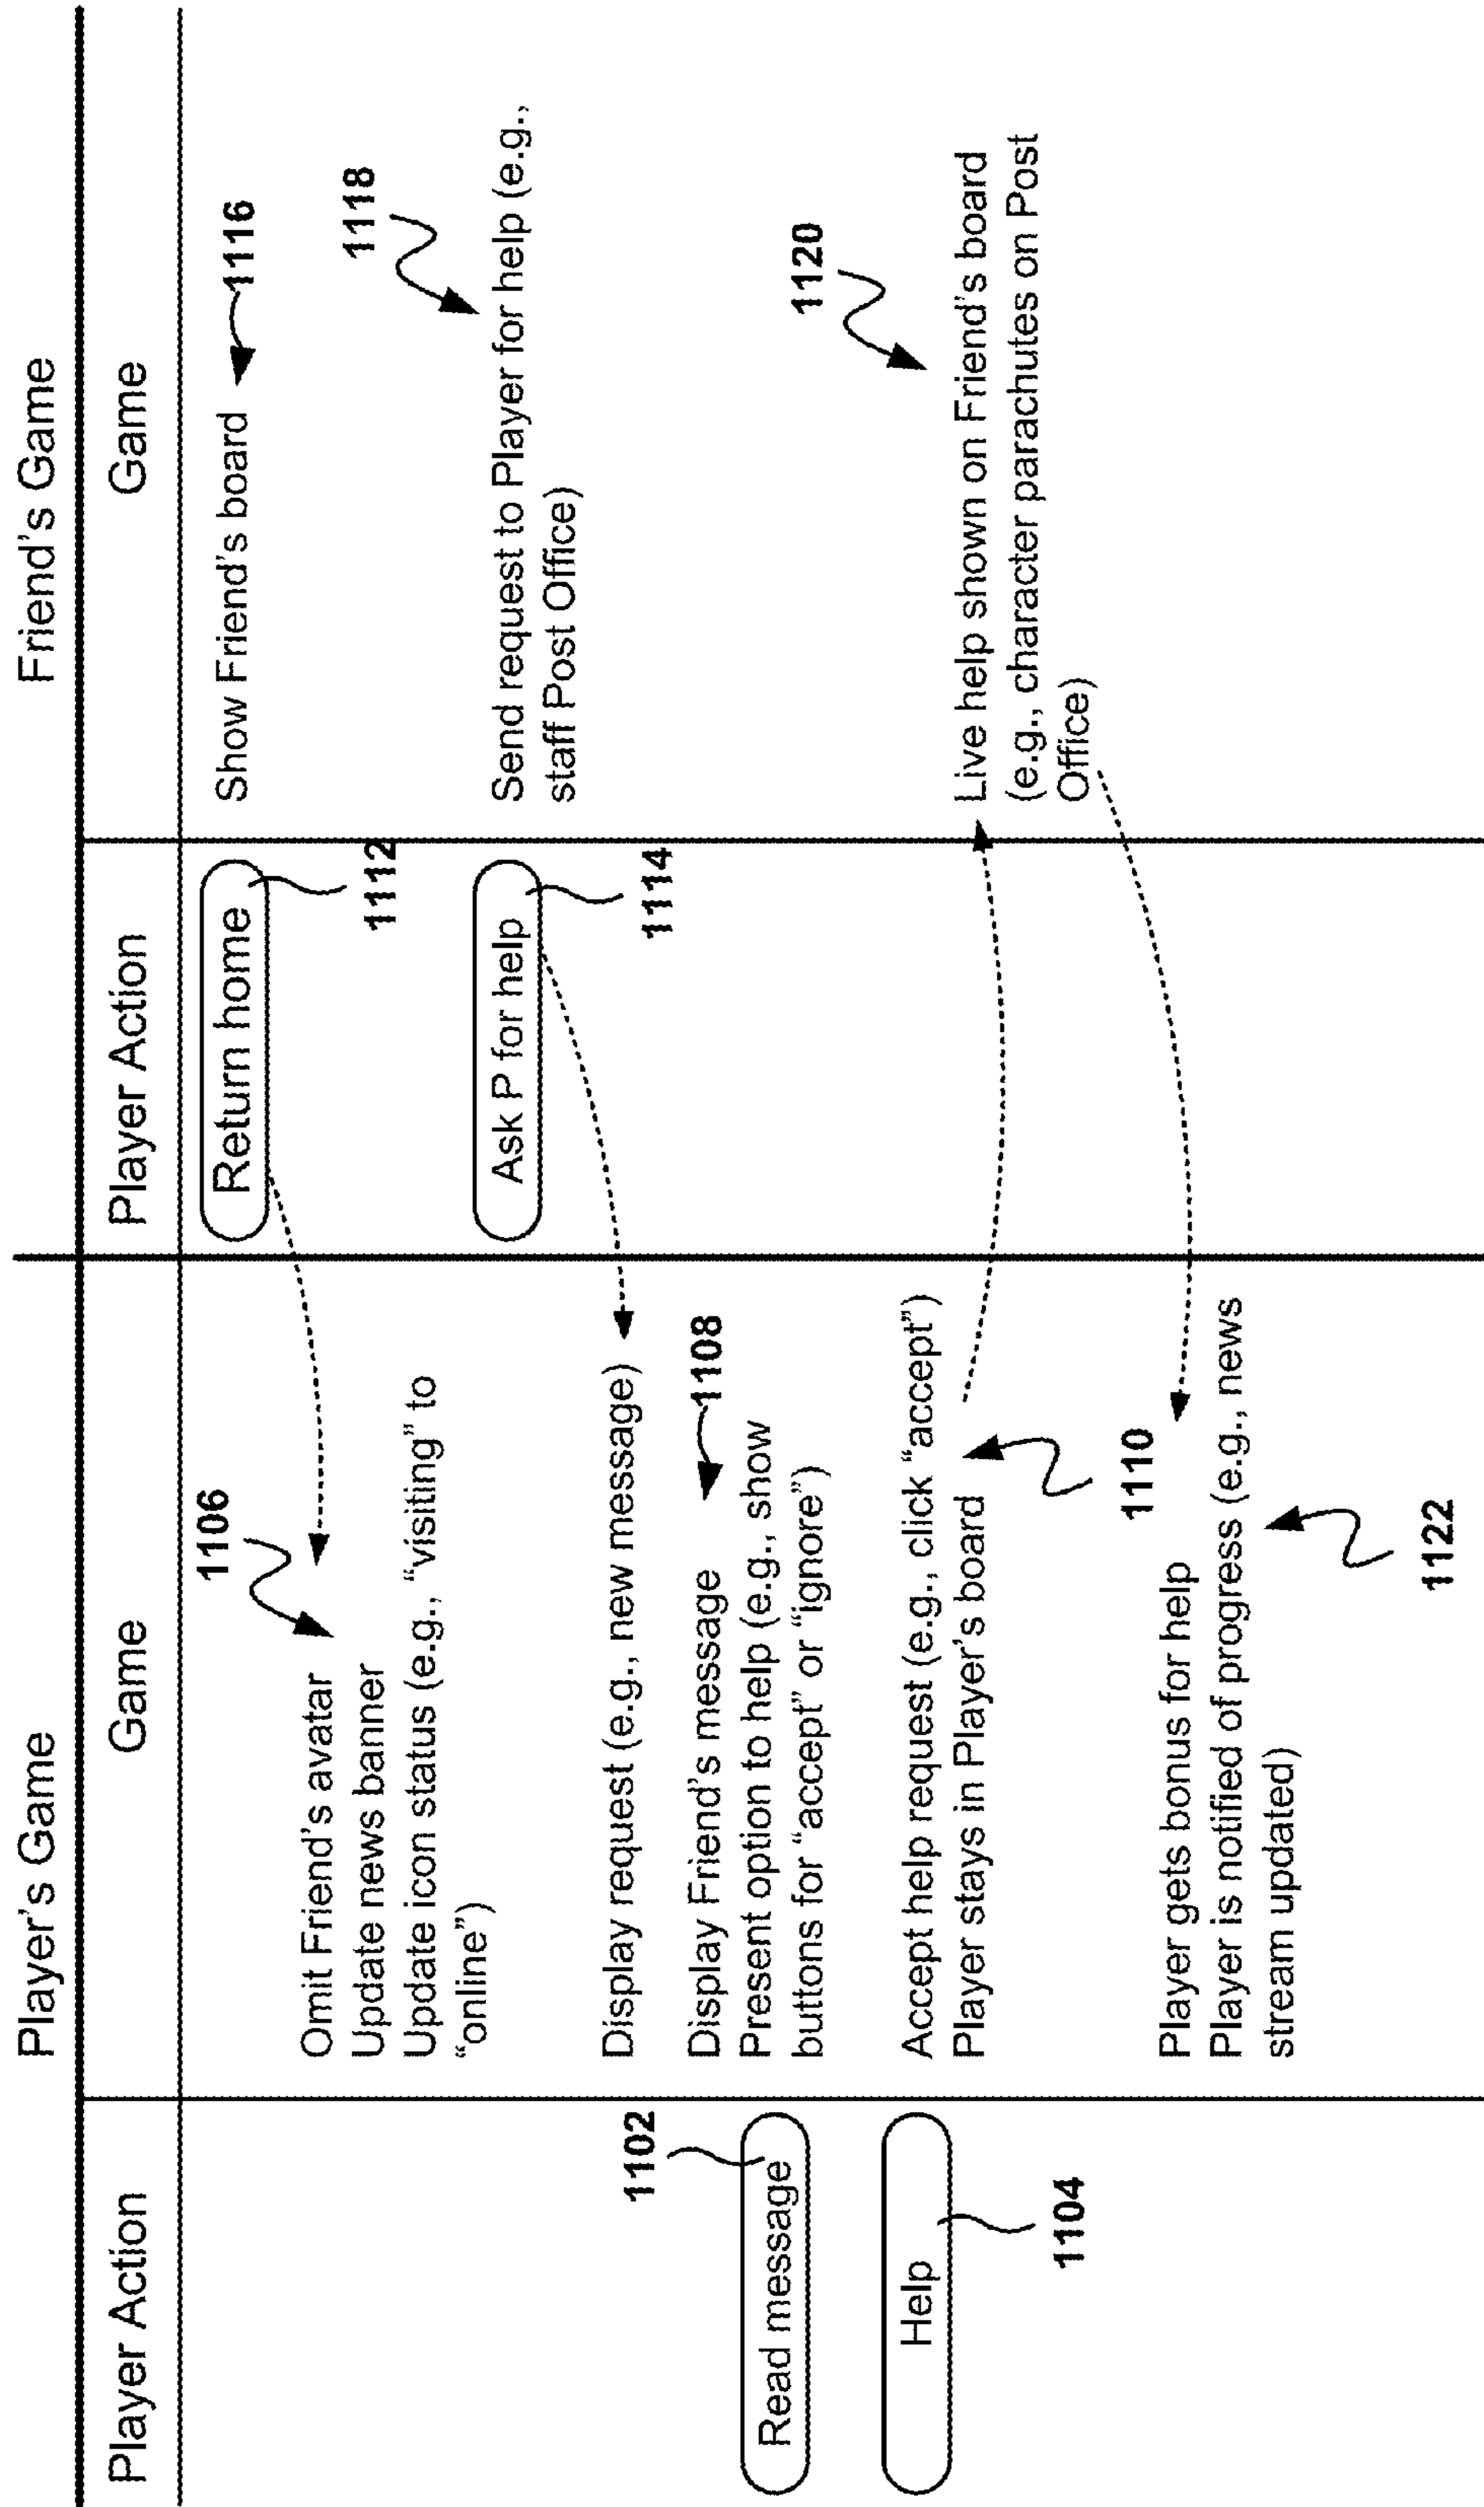 Player's Game
Friend's Game
Player Action
Game
Player Action
Game
Return home
1112
Show Friend's board
1116
1106
Omit Friend's avatar
Update news banner
Update icon status (e.g., “visiting” to
“online”)
Ask P for help
1114
Send request to Player for help (e.g.,
staff Post Office)
1118
Display request (e.g., new message)
1102
Read message
Display Friend's message
1108
Present option to help (e.g., show
buttons for “accept” or “ignore”)
Help
1104
Accept help request (e.g., click “accept”)
Player stays in Player's board
1110
1120
Live help shown on Friend's board
(e.g., character parachutes on Post
Office)
Player gets bonus for help
Player is notified of progress (e.g., news
stream updated)
1122